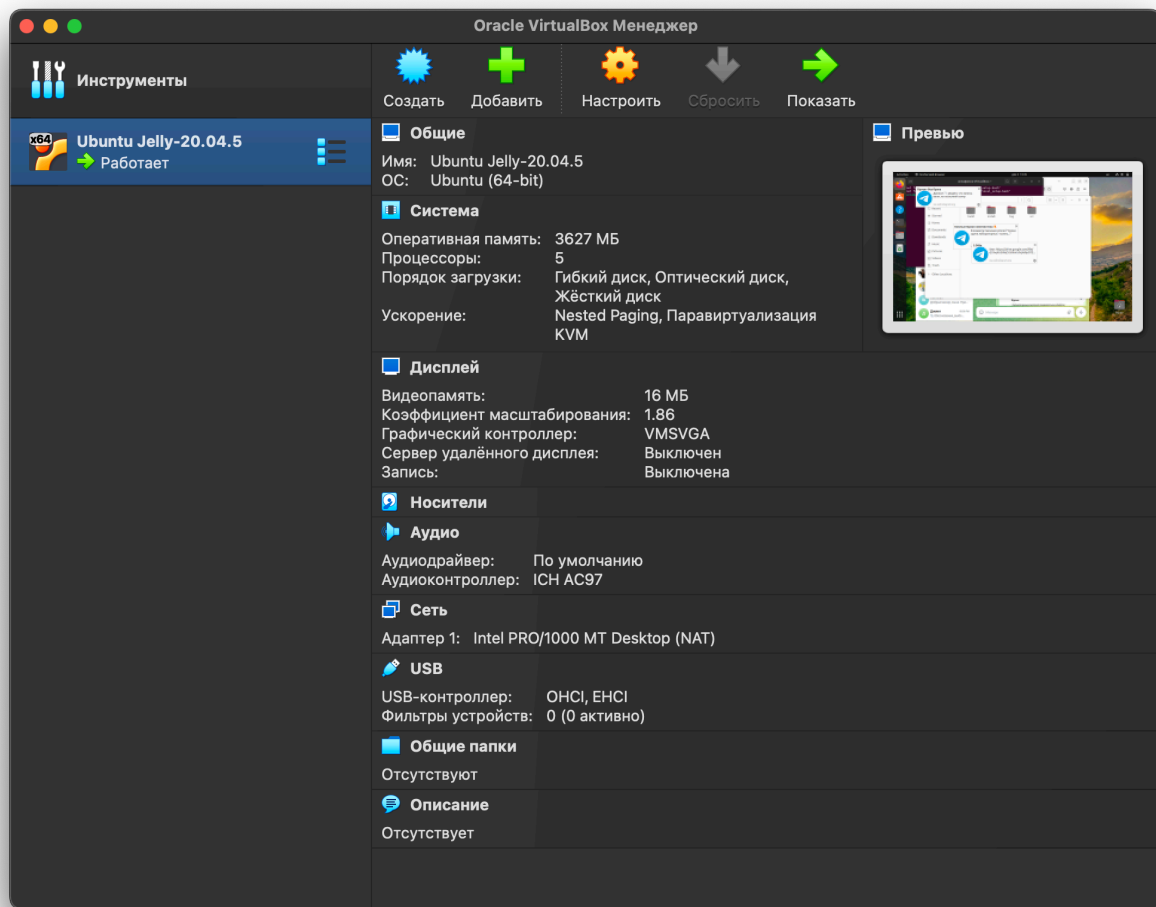 Oracle VirtualBox Менеджер
Инструменты
Создать
Добавить
Настроить
Сбросить
Показать
x64
Ubuntu Jelly-20.04.5
Работает
Общие
Имя: Ubuntu Jelly-20.04.5
ОС: Ubuntu (64-bit)
Превью
Система
Оперативная память: 3627 МБ
Процессоры: 5
Порядок загрузки: Гибкий диск, Оптический диск,
Жёсткий диск
Ускорение: Nested Paging, Паравиртуализация
KVM
Дисплей
Видеопамять: 16 МБ
Коэффициент масштабирования: 1.86
Графический контроллер: VMSVGA
Сервер удалённого дисплея: Выключен
Запись: Выключена
Носители
Аудио
Аудиодрайвер: По умолчанию
Аудиоконтроллер: ICH AC97
Сеть
Адаптер 1: Intel PRO/1000 MT Desktop (NAT)
USB
USB-контроллер: OHCI, EHCI
Фильтры устройств: 0 (0 активно)
Общие папки
Отсутствуют
Описание
Отсутствует